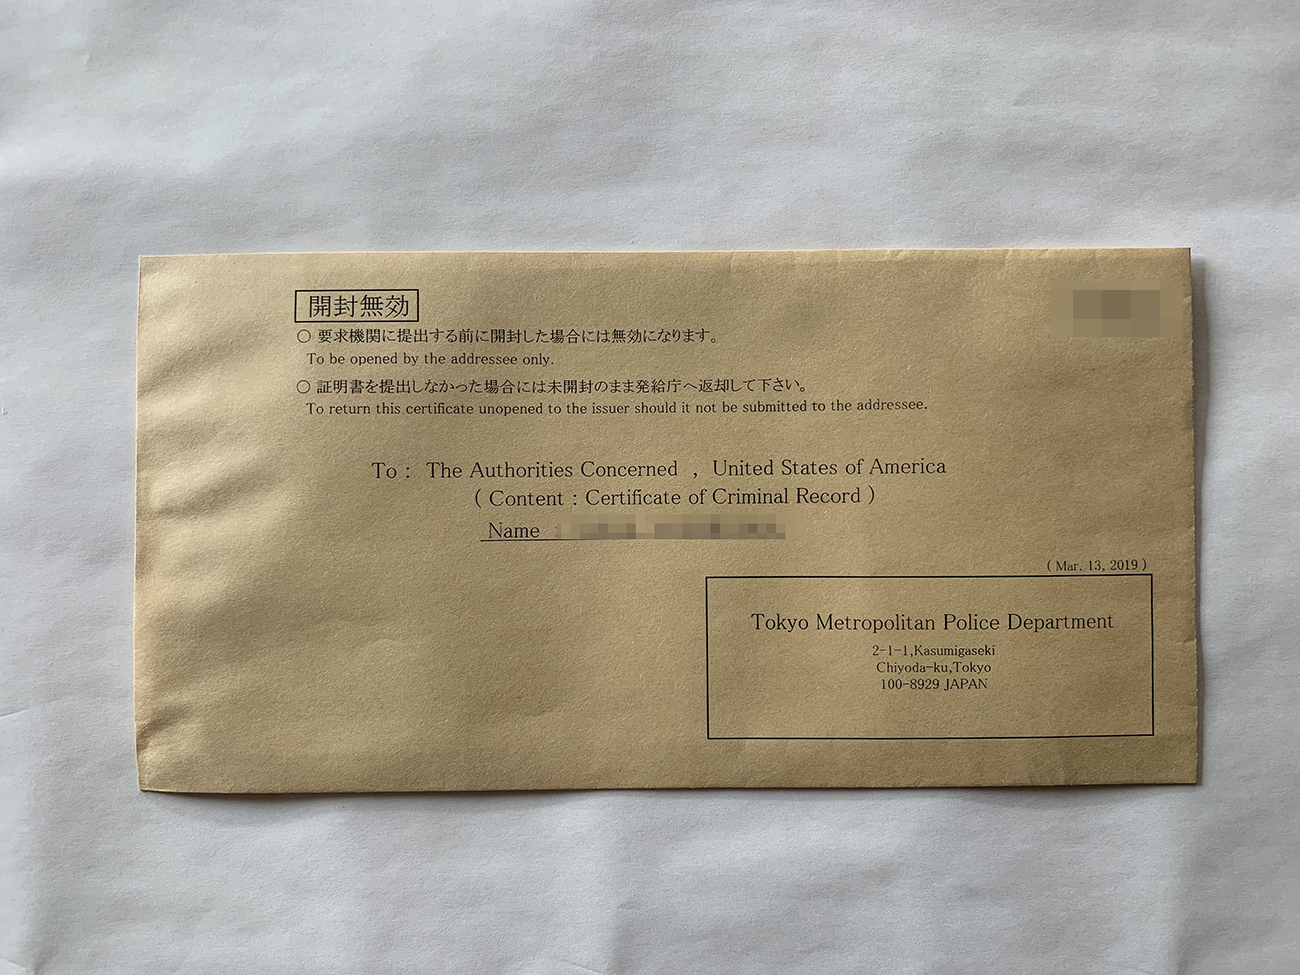 開封無効
○ 要求機関に提出する前に開封した場合には無効になります。
To be opened by the addressee only.
○ 証明書を提出しなかった場合には未開封のまま発給庁へ返却して下さい。
To return this certificate unopened to the issuer should it not be submitted to the addressee.
To : The Authorities Concerned , United States of America
( Content : Certificate of Criminal Record )
Name :
( Mar. 13, 2019 )
Tokyo Metropolitan Police Department
2-1-1,Kasumigaseki
Chiyoda-ku,Tokyo
100-8929 JAPAN